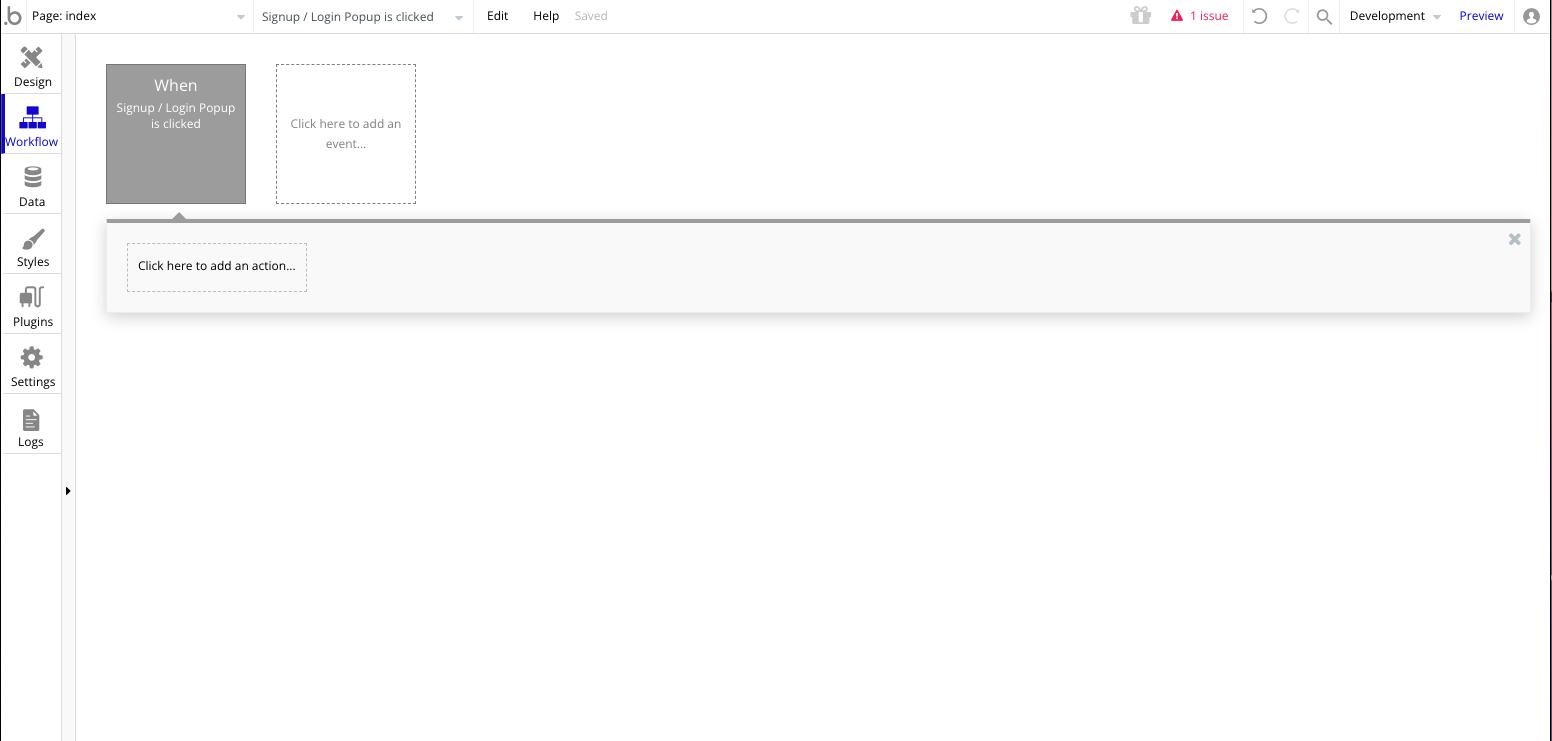 .b Page: index Signup / Login Popup is clicked Edit Help Saved 1 issue Development Preview
Design
Workflow
Data
Styles
Plugins
Settings
Logs
When
Signup / Login Popup
is clicked
Click here to add an
event...
Click here to add an action...